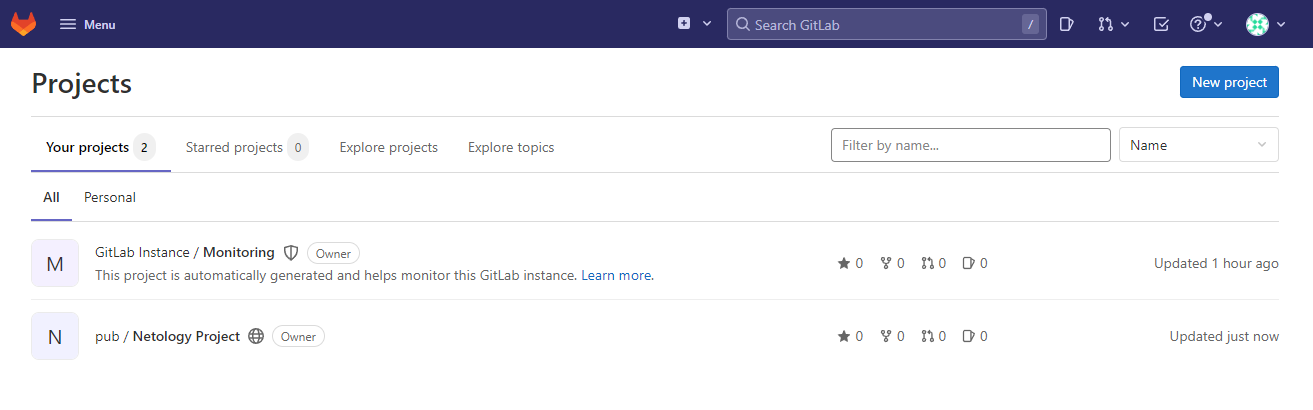 Menu
Search GitLab /
Projects
New project
Your projects 2 Starred projects 0 Explore projects Explore topics Filter by name... Name
All Personal
M GitLab Instance / Monitoring Owner
This project is automatically generated and helps monitor this GitLab instance. Learn more.
0 0 0 0 Updated 1 hour ago
N pub / Netology Project Owner 0 0 0 0 Updated just now